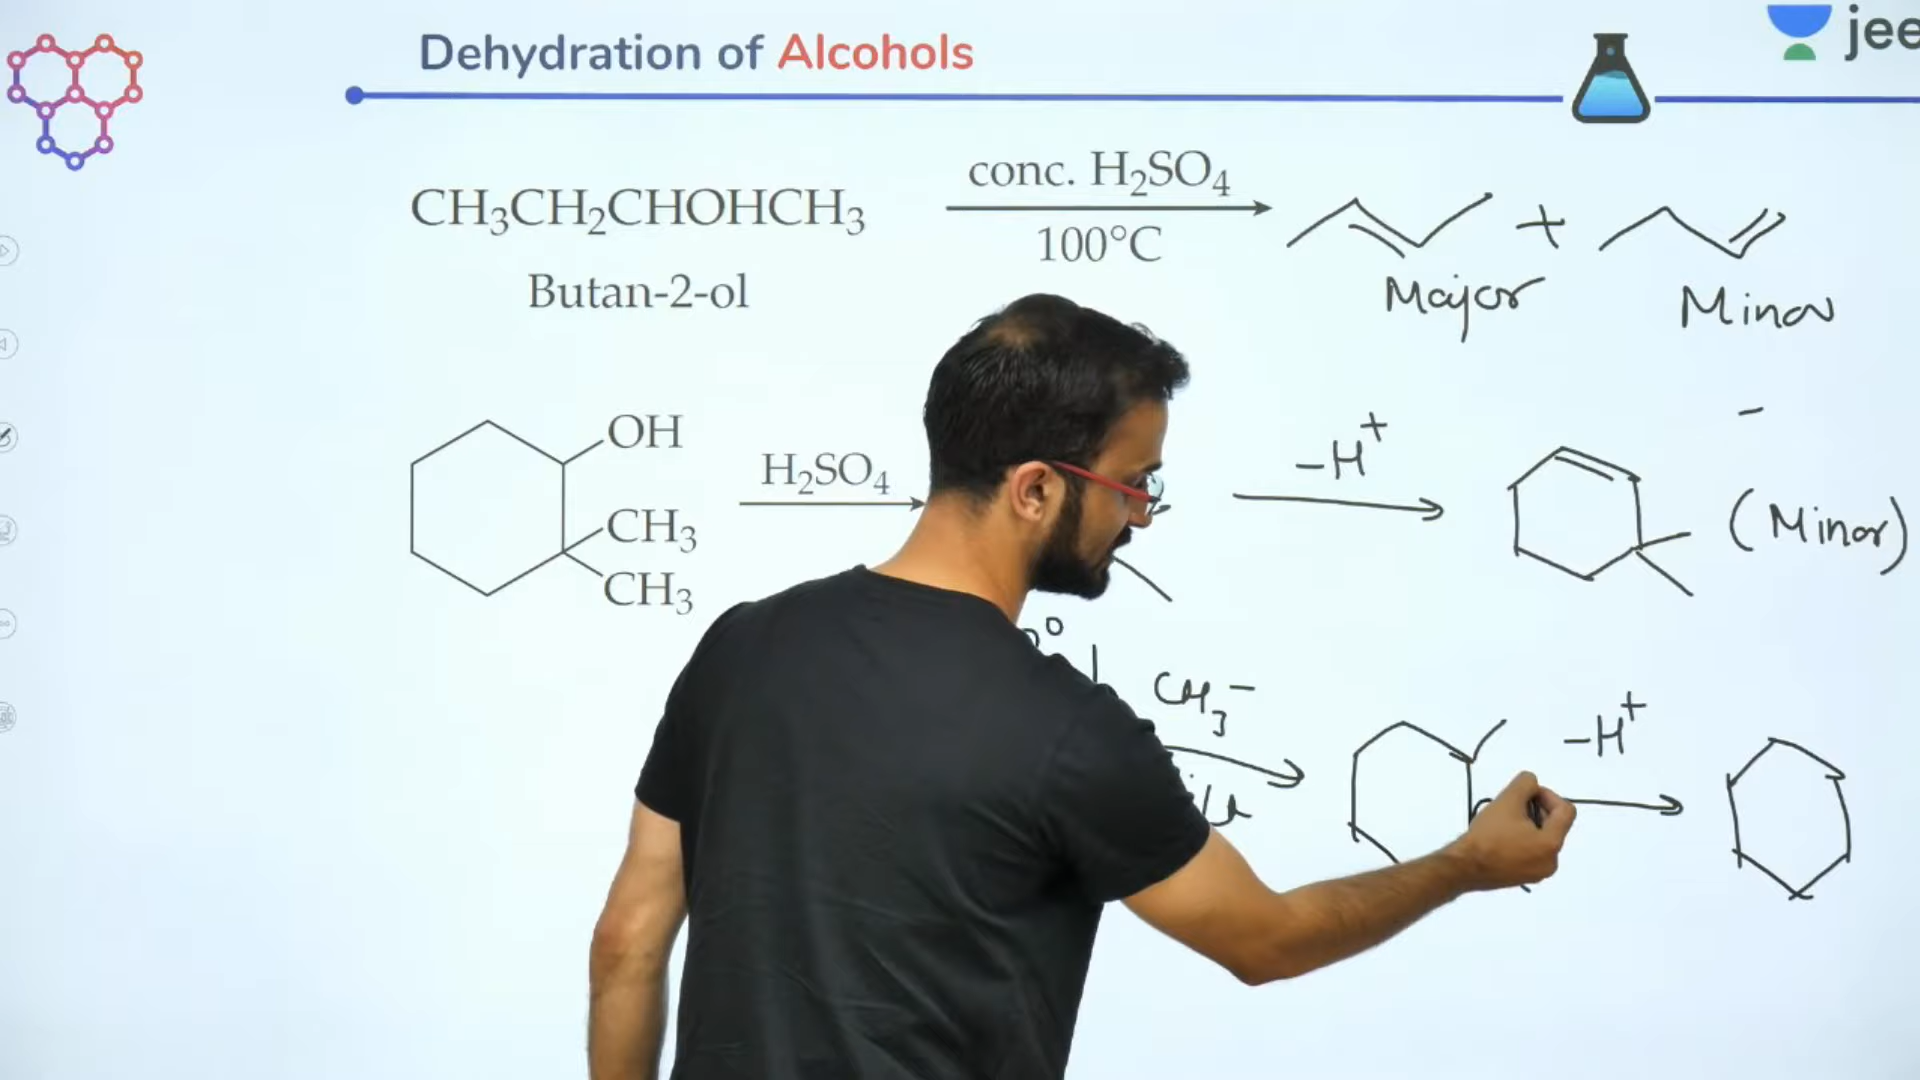 Dehydration of Alcohols
jee
CH₃CH₂CHOHCH₃
conc. H₂SO₄
100°C
+
Butan-2-ol
Major
Minor
OH
CH₃
CH₃
H₂SO₄
–H⁺
(Minor)
CH₃⁻
–H⁺